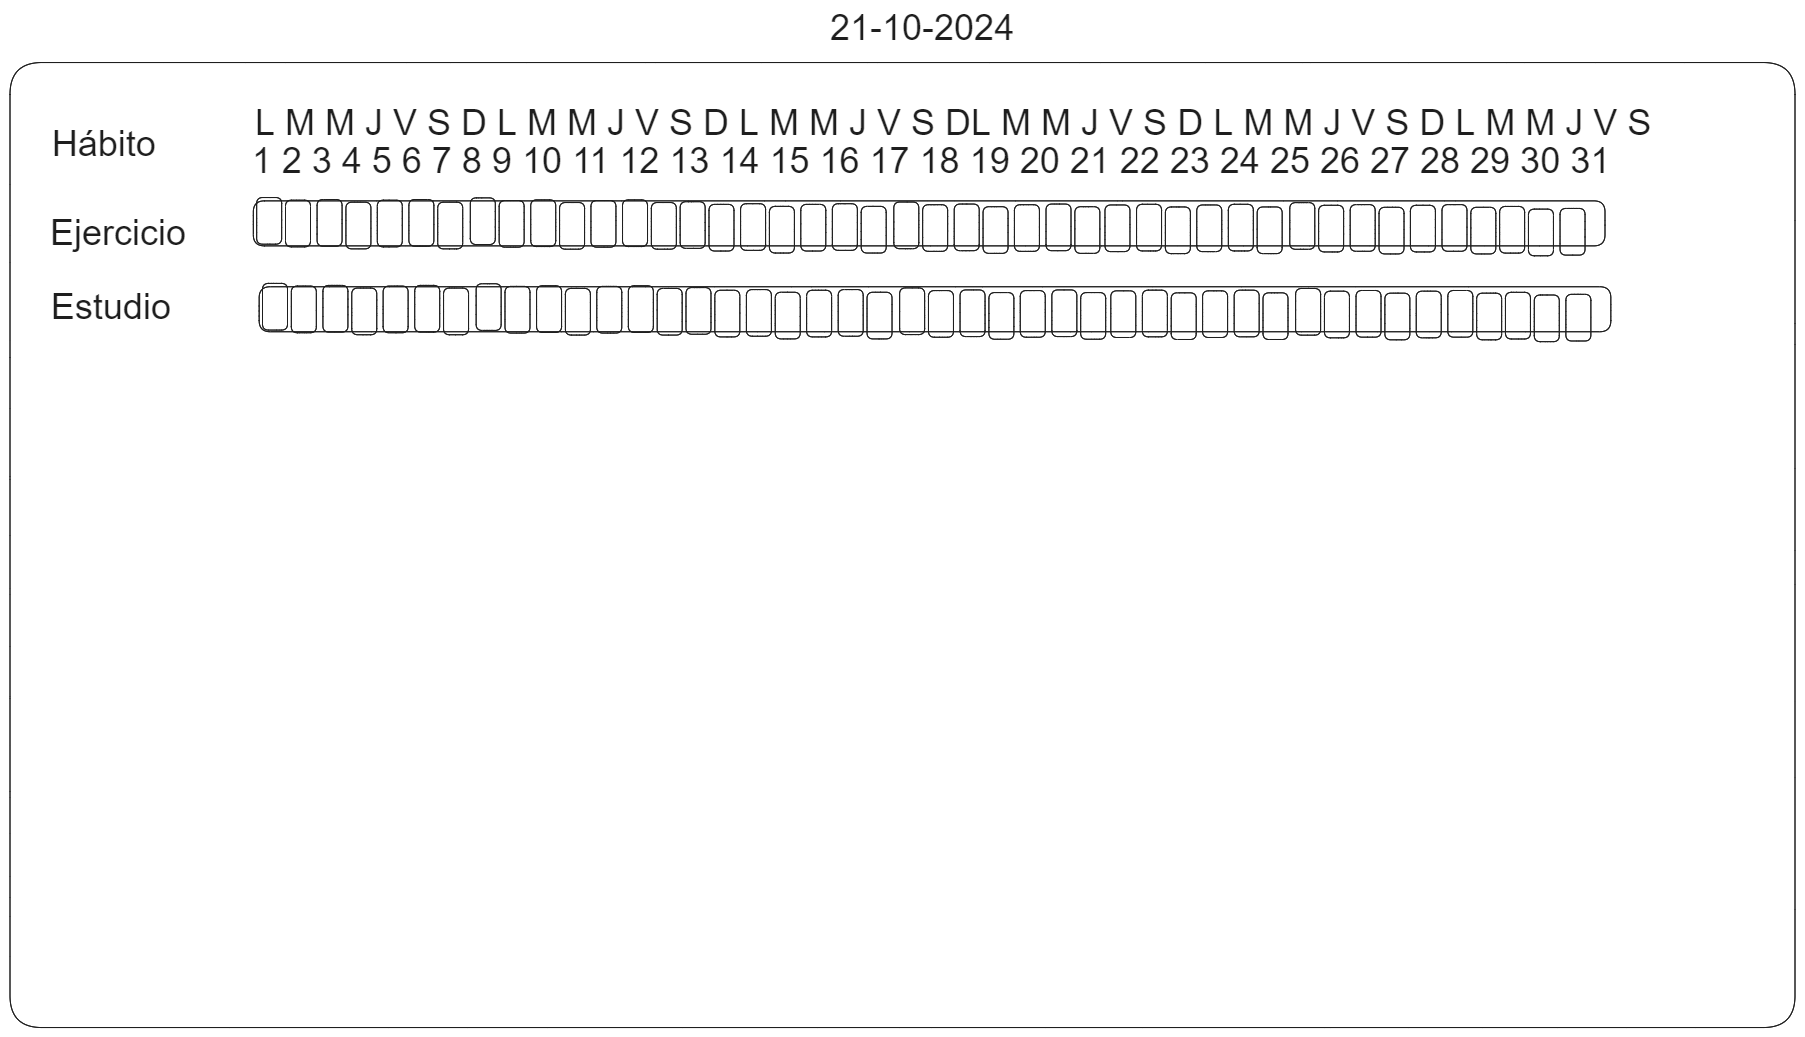 21-10-2024
Hábito
L M M J V S D L M M J V S D L M M J V S DL M M J V S D L M M J V S D L M M J V S
1 2 3 4 5 6 7 8 9 10 11 12 13 14 15 16 17 18 19 20 21 22 23 24 25 26 27 28 29 30 31
Ejercicio
Estudio